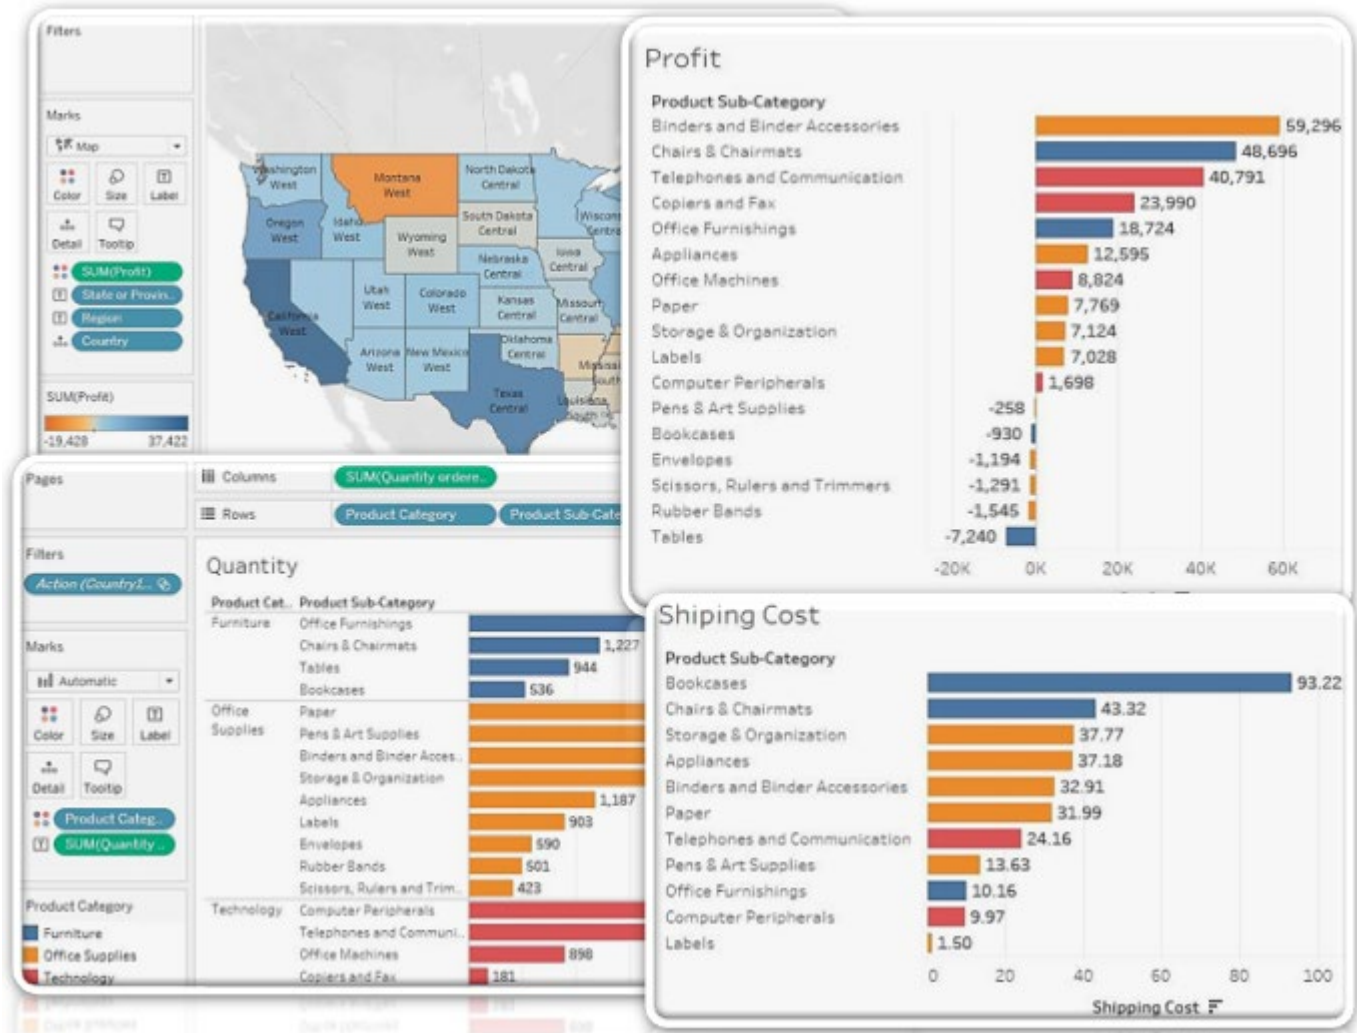 Filters
Marks
Map
Color
Size
Label
Detail
Tooltip
SUM(Profit)
State or Provin..
Region
Country
SUM(Profit)
-19,428
37,422
Washington
West
Montana
West
North Dakota
Central
Oregon
West
Idaho
West
Wyoming
West
South Dakota
Central
Wiscons
Centra
Nebraska
Central
Iowa
Central
Utah
West
Colorado
West
Kansas
Central
Missouri
Central
California
West
Arizona
West
New Mexico
West
Oklahoma
Central
Texas
Central
Louisiana
South
Profit
Product Sub-Category
Binders and Binder Accessories 59,296
Chairs & Chairmats 48,696
Telephones and Communication 40,791
Copiers and Fax 23,990
Office Furnishings 18,724
Appliances 12,595
Office Machines 8,824
Paper 7,769
Storage & Organization 7,124
Labels 7,028
Computer Peripherals 1,698
Pens & Art Supplies -258
Bookcases -930
Envelopes -1,194
Scissors, Rulers and Trimmers -1,291
Rubber Bands -1,545
Tables -7,240
-20K 0K 20K 40K 60K
Pages
Columns SUM(Quantity ordere..
Rows Product Category Product Sub-Cate
Filters
Action (Country1...
Marks
Automatic
Color
Size
Label
Detail
Tooltip
Product Categ..
SUM(Quantity ..
Product Category
Furniture
Office Supplies
Technology
Quantity
Product Cat.. Product Sub-Category
Furniture Office Furnishings
Chairs & Chairmats 1,227
Tables 944
Bookcases 536
Office Supplies Paper
Pens & Art Supplies
Binders and Binder Acces..
Storage & Organization
Appliances 1,187
Labels 903
Envelopes 590
Rubber Bands 501
Scissors, Rulers and Trim.. 423
Technology Computer Peripherals
Telephones and Communi..
Office Machines 898
Copiers and Fax 181
Shiping Cost
Product Sub-Category
Bookcases 93.22
Chairs & Chairmats 43.32
Storage & Organization 37.77
Appliances 37.18
Binders and Binder Accessories 32.91
Paper 31.99
Telephones and Communication 24.16
Pens & Art Supplies 13.63
Office Furnishings 10.16
Computer Peripherals 9.97
Labels 1.50
0 20 40 60 80 100
Shipping Cost